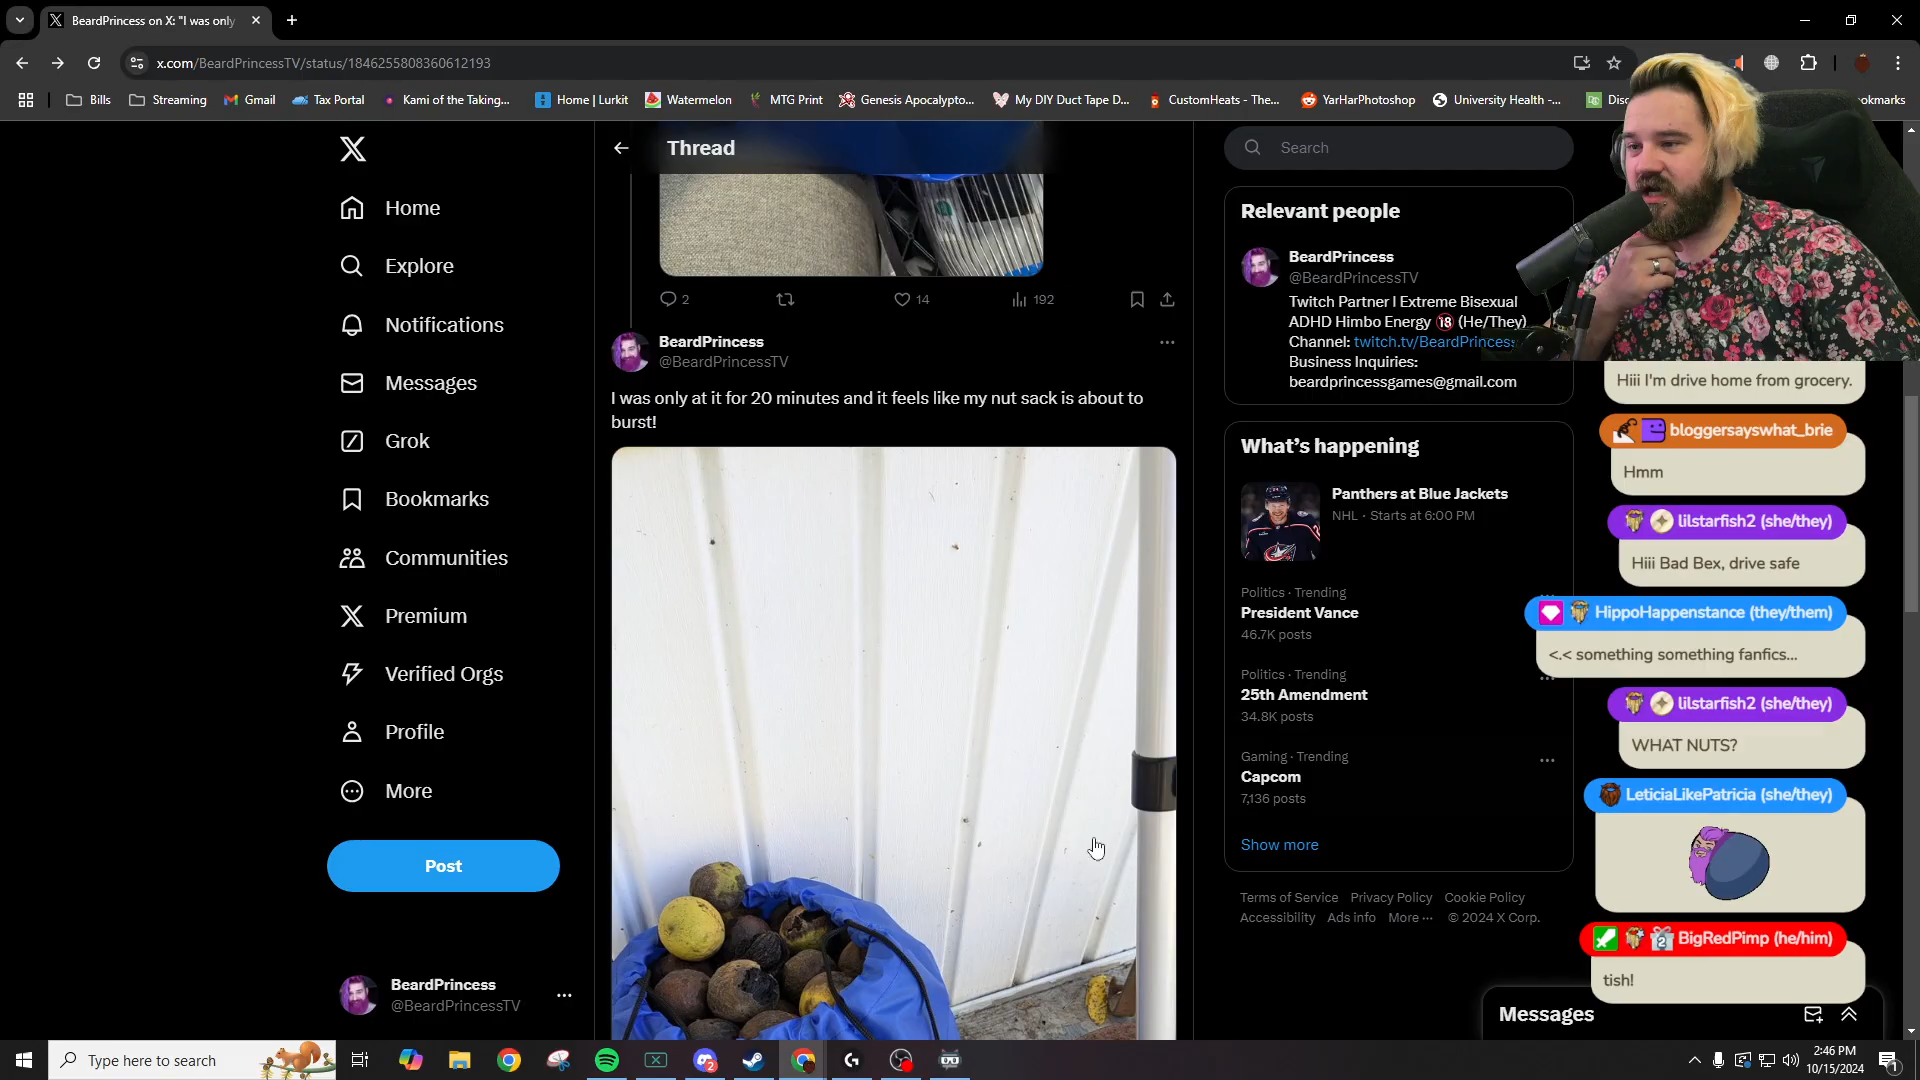 BeardPrincess on X: "I was only
x.com/BeardPrincessTV/status/1846255808360612193
Bills
Streaming
Gmail
Tax Portal
Kami of the Taking...
Home | Lurkit
Watermelon
MTG Print
Genesis Apocalypto...
My DIY Duct Tape D...
CustomHeats - The...
YarHarPhotoshop
University Health -...
Disc
okmarks
Home
Explore
Notifications
Messages
Grok
Bookmarks
Communities
Premium
Verified Orgs
Profile
More
Post
BeardPrincess
@BeardPrincessTV
Thread
2
14
192
BeardPrincess
@BeardPrincessTV
I was only at it for 20 minutes and it feels like my nut sack is about to
burst!
Search
Relevant people
BeardPrincess
@BeardPrincessTV
Twitch Partner l Extreme Bisexual
ADHD Himbo Energy 🔞 (He/They)
Channel: twitch.tv/BeardPrincess
Business Inquiries:
beardprincessgames@gmail.com
What's happening
Panthers at Blue Jackets
NHL · Starts at 6:00 PM
Politics · Trending
President Vance
46.7K posts
Politics · Trending
25th Amendment
34.8K posts
Gaming · Trending
Capcom
7,136 posts
Show more
Terms of Service Privacy Policy Cookie Policy
Accessibility Ads info More ··· © 2024 X Corp.
Hiii I'm drive home from grocery.
bloggersayswhat_brie
Hmm
lilstarfish2 (she/they)
Hiii Bad Bex, drive safe
HippoHappenstance (they/them)
<.< something something fanfics...
lilstarfish2 (she/they)
WHAT NUTS?
LeticiaLikePatricia (she/they)
2 BigRedPimp (he/him)
tish!
Messages
Type here to search
2
2:46 PM
10/15/2024
1